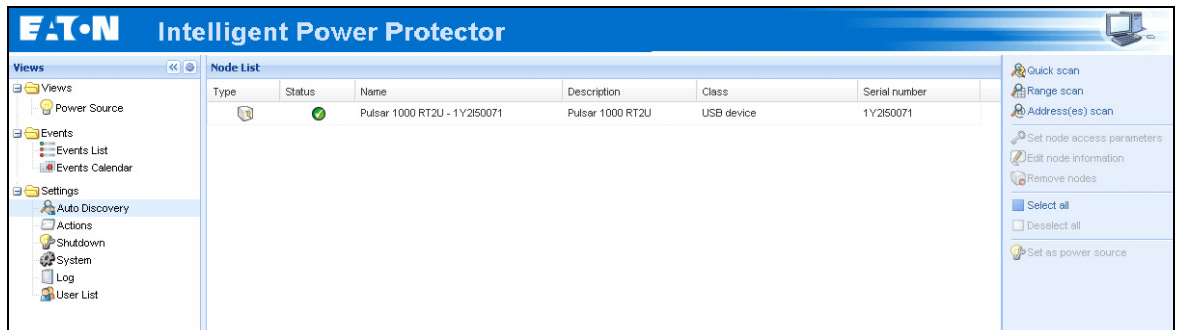 EATON Intelligent Power Protector
Views
Views
Power Source
Events
Events List
Events Calendar
Settings
Auto Discovery
Actions
Shutdown
System
Log
User List
Node List
Type Status Name Description Class Serial number
Pulsar 1000 RT2U - 1Y2I50071 Pulsar 1000 RT2U USB device 1Y2I50071
Quick scan
Range scan
Address(es) scan
Set node access parameters
Edit node information
Remove nodes
Select all
Deselect all
Set as power source